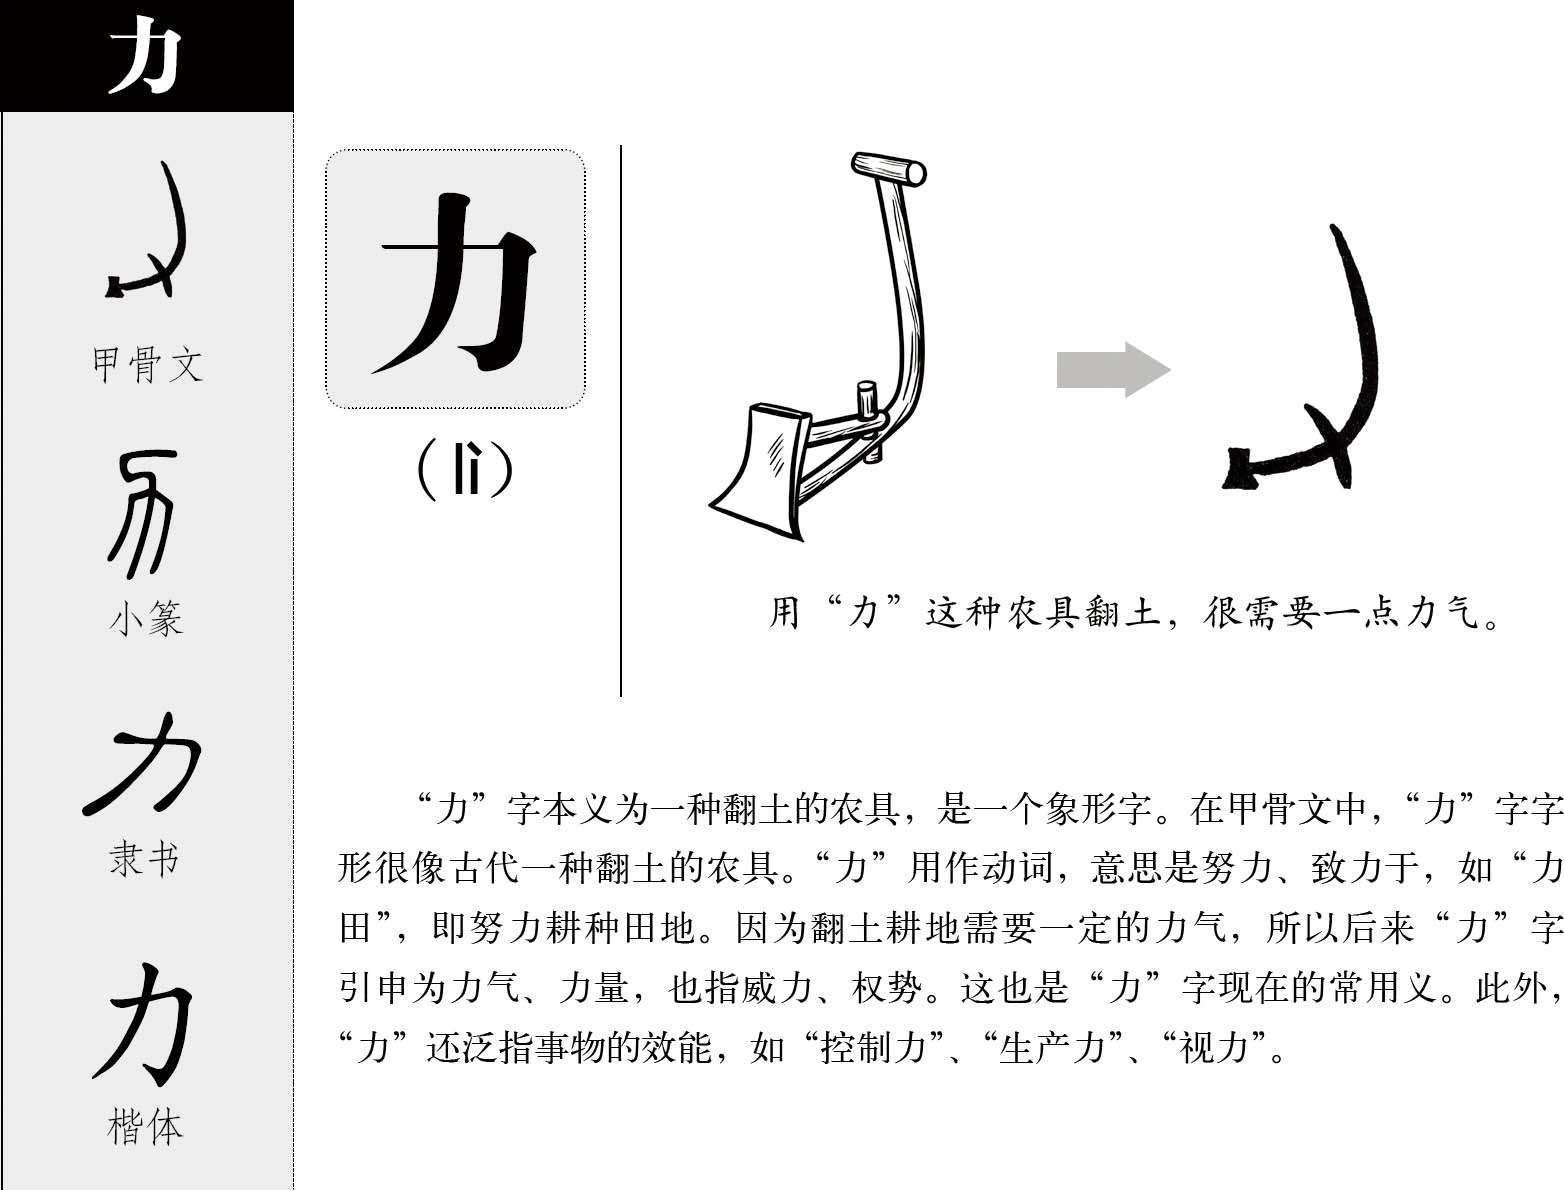 力
甲骨文
小篆
隶书
楷体
力
（lì）
用“力”这种农具翻土，很需要一点力气。
“力”字本义为一种翻土的农具，是一个象形字。在甲骨文中，“力”字字
形很像古代一种翻土的农具。“力”用作动词，意思是努力、致力于，如“力
田”，即努力耕种田地。因为翻土耕地需要一定的力气，所以后来“力”字
引申为力气、力量，也指威力、权势。这也是“力”字现在的常用义。此外，
“力”还泛指事物的效能，如“控制力”、“生产力”、“视力”。